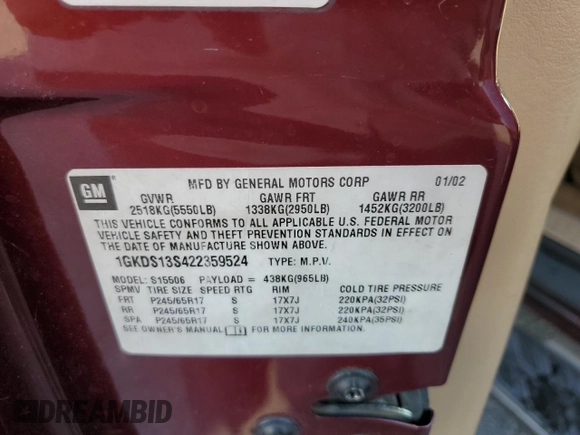 GM
MFD BY GENERAL MOTORS CORP 01/02
GVWR GAWR FRT GAWR RR
2518KG(5550LB) 1338KG(2950LB) 1452KG(3200LB)
THIS VEHICLE CONFORMS TO ALL APPLICABLE U.S. FEDERAL MOTOR
VEHICLE SAFETY AND THEFT PREVENTION STANDARDS IN EFFECT ON
THE DATE OF MANUFACTURE SHOWN ABOVE.
1GKDS13S422359524 TYPE: M.P.V.
MODEL: S15506 PAYLOAD = 438KG(965LB)
SPMV TIRE SIZE SPEED RTG RIM COLD TIRE PRESSURE
FRT P245/65R17 S 17X7J 220KPA(32PSI)
RR P245/65R17 S 17X7J 220KPA(32PSI)
SPA P245/65R17 S 17X7J 240KPA(35PSI)
SEE OWNER'S MANUAL FOR MORE INFORMATION.
DREAMBID